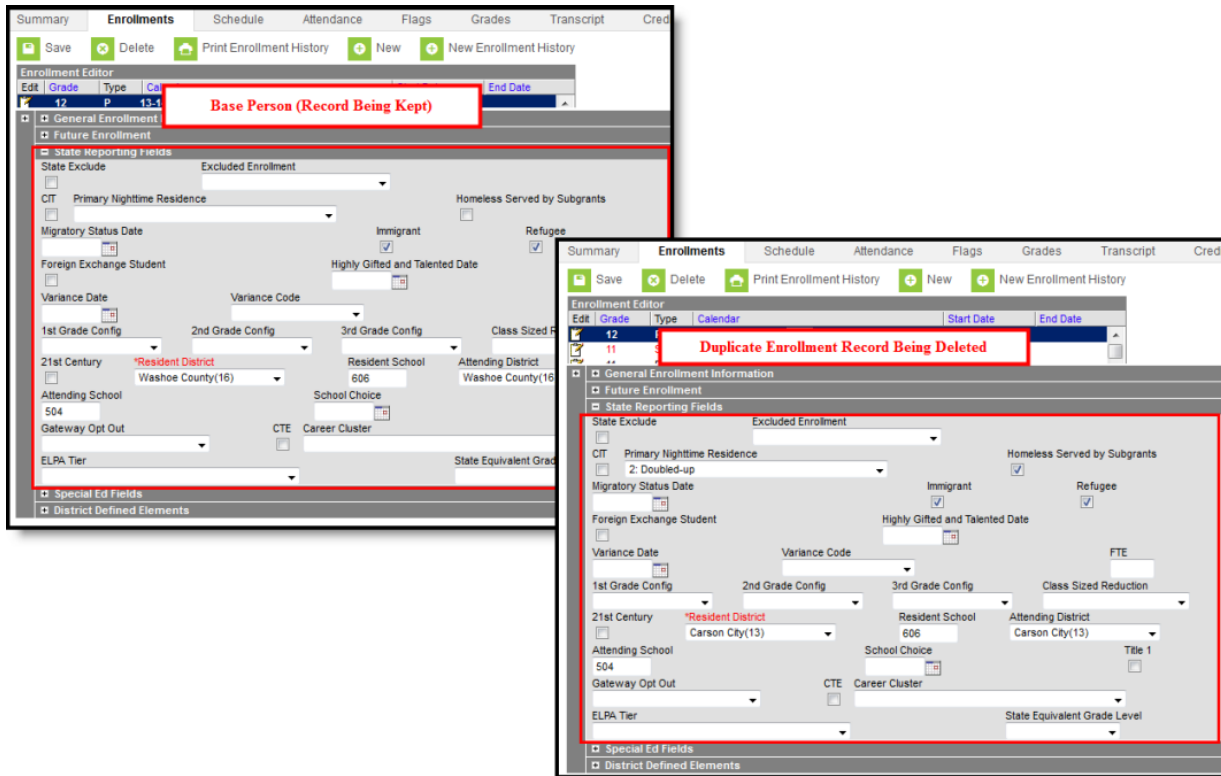 Summary Enrollments Schedule Attendance Flags Grades Transcript Cred
Save Delete Print Enrollment History New New Enrollment History
Enrollment Editor
Edit Grade Type End Date
12 P 13-1
Base Person (Record Being Kept)
General Enrollment
Future Enrollment
State Reporting Fields
State Exclude Excluded Enrollment
CIT Primary Nighttime Residence Homeless Served by Subgrants
Migratory Status Date Immigrant Refugee
Foreign Exchange Student Highly Gifted and Talented Date
Variance Date Variance Code
1st Grade Config 2nd Grade Config 3rd Grade Config Class Sized R
21st Century *Resident District Resident School Attending District
Washoe County(16) 606 Washoe County(16)
Attending School School Choice
504
Gateway Opt Out CTE Career Cluster
ELPA Tier State Equivalent Grad
Special Ed Fields
District Defined Elements
Summary Enrollments Schedule Attendance Flags Grades Transcript Cred
Save Delete Print Enrollment History New New Enrollment History
Enrollment Editor
Edit Grade Type Calendar Start Date End Date
12
11
Duplicate Enrollment Record Being Deleted
General Enrollment Information
Future Enrollment
State Reporting Fields
State Exclude Excluded Enrollment
CIT Primary Nighttime Residence Homeless Served by Subgrants
2: Doubled-up
Migratory Status Date Immigrant Refugee
Foreign Exchange Student Highly Gifted and Talented Date
Variance Date Variance Code FTE
1st Grade Config 2nd Grade Config 3rd Grade Config Class Sized Reduction
21st Century *Resident District Resident School Attending District
Carson City(13) 606 Carson City(13)
Attending School School Choice Title 1
504
Gateway Opt Out CTE Career Cluster
ELPA Tier State Equivalent Grade Level
Special Ed Fields
District Defined Elements